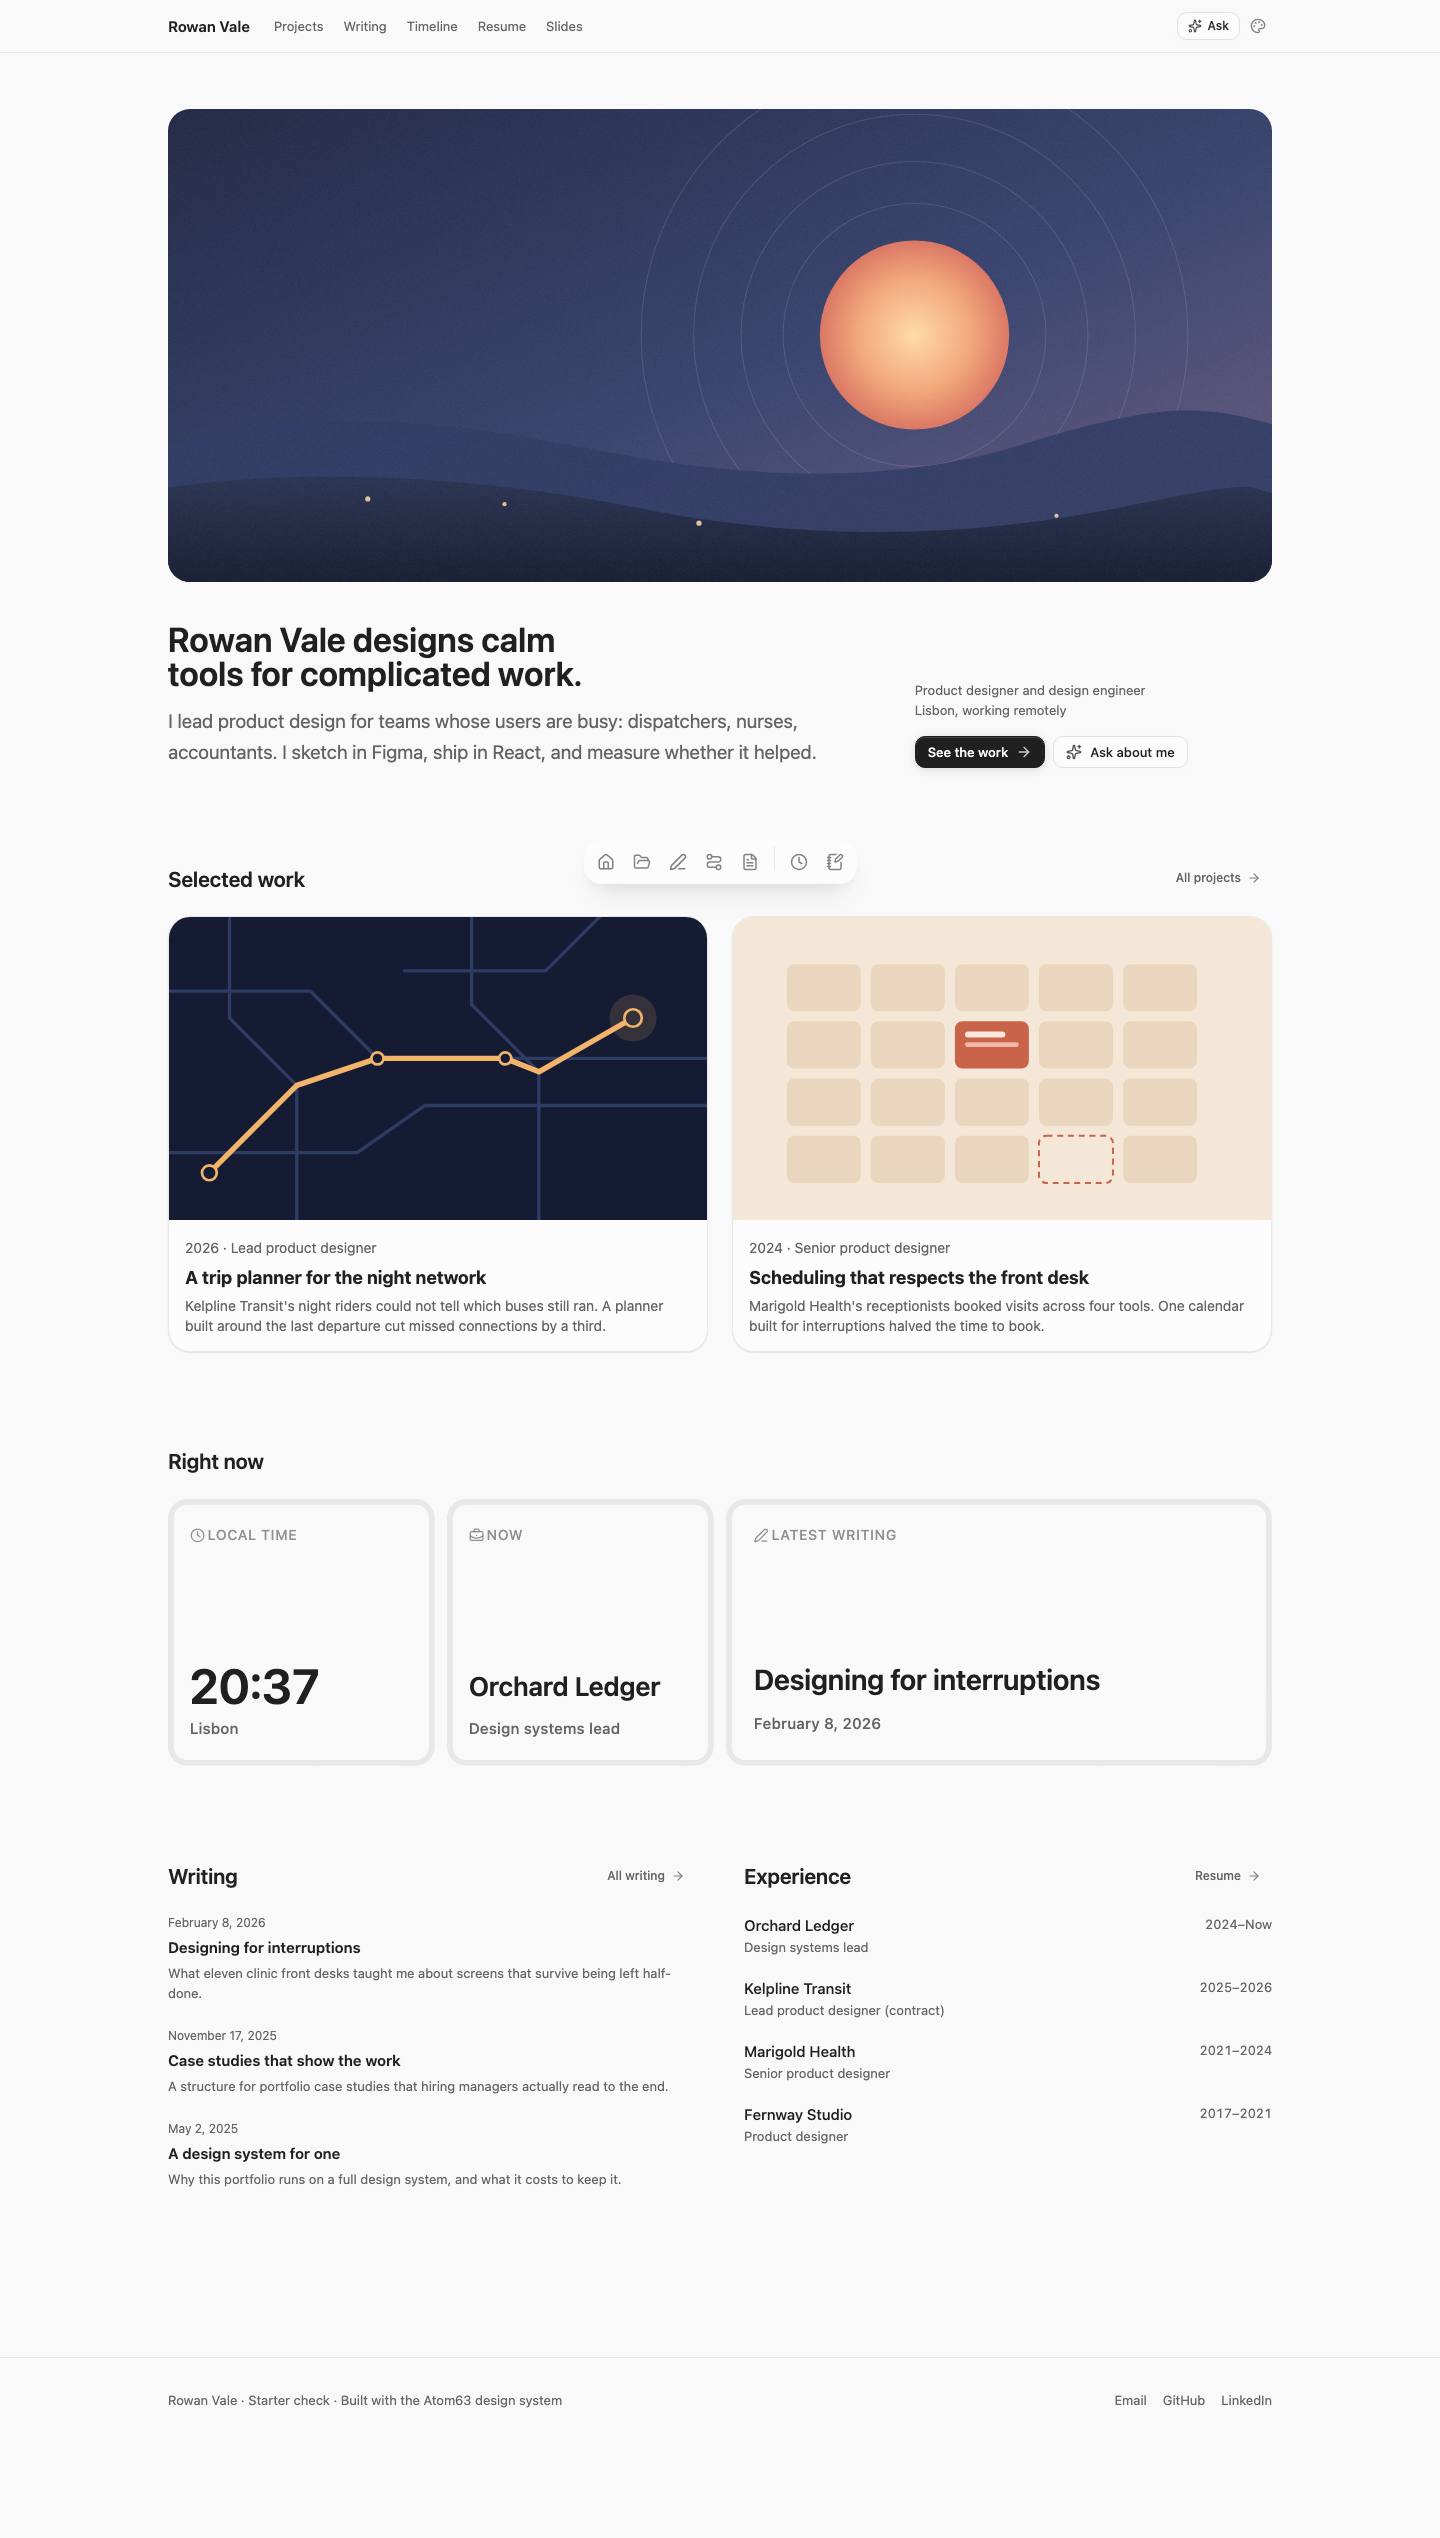 Rowan Vale
Projects
Writing
Timeline
Resume
Slides
Ask
Rowan Vale designs calm
tools for complicated work.
I lead product design for teams whose users are busy: dispatchers, nurses,
accountants. I sketch in Figma, ship in React, and measure whether it helped.
Product designer and design engineer
Lisbon, working remotely
See the work
Ask about me
Selected work
All projects
2026 · Lead product designer
A trip planner for the night network
Kelpline Transit's night riders could not tell which buses still ran. A planner
built around the last departure cut missed connections by a third.
2024 · Senior product designer
Scheduling that respects the front desk
Marigold Health's receptionists booked visits across four tools. One calendar
built for interruptions halved the time to book.
Right now
LOCAL TIME
20:37
Lisbon
NOW
Orchard Ledger
Design systems lead
LATEST WRITING
Designing for interruptions
February 8, 2026
Writing
All writing
February 8, 2026
Designing for interruptions
What eleven clinic front desks taught me about screens that survive being left half-
done.
November 17, 2025
Case studies that show the work
A structure for portfolio case studies that hiring managers actually read to the end.
May 2, 2025
A design system for one
Why this portfolio runs on a full design system, and what it costs to keep it.
Experience
Resume
Orchard Ledger
2024–Now
Design systems lead
Kelpline Transit
2025–2026
Lead product designer (contract)
Marigold Health
2021–2024
Senior product designer
Fernway Studio
2017–2021
Product designer
Rowan Vale · Starter check · Built with the Atom63 design system
Email
GitHub
LinkedIn